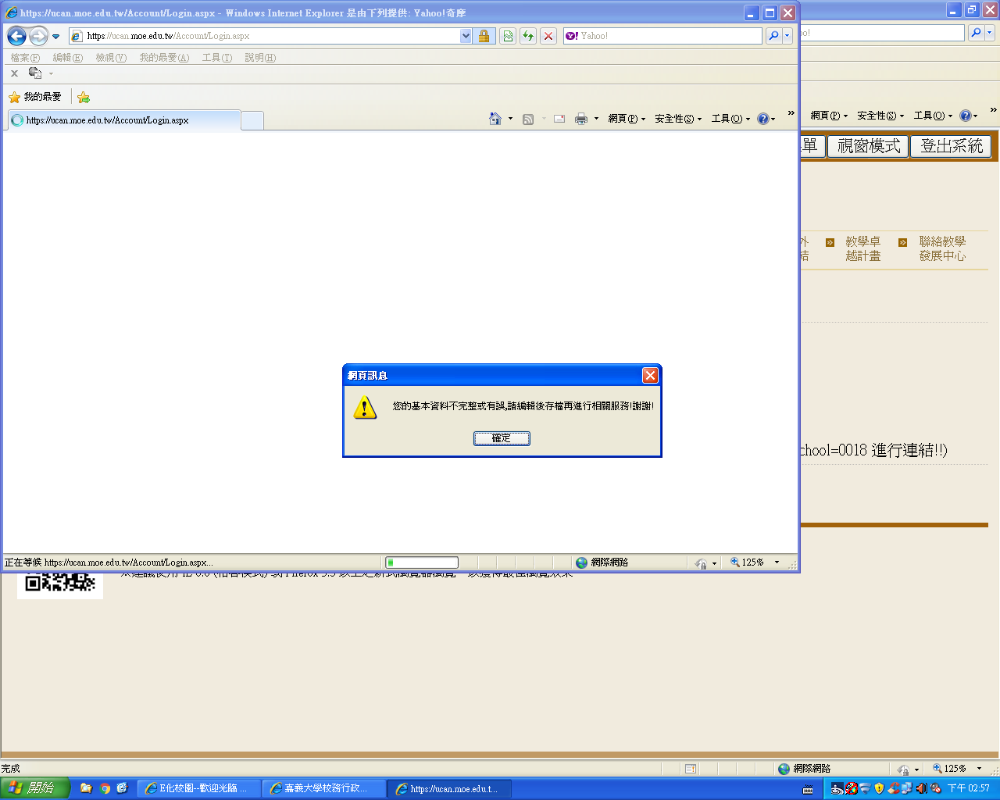 https://ucan.moe.edu.tw/Account/Login.aspx - Windows Internet Explorer 是由下列提供: Yahoo!奇摩
https://ucan.moe.edu.tw/Account/Login.aspx
Yahoo!
檔案(F) 編輯(E) 檢視(V) 我的最愛(A) 工具(T) 說明(H)
我的最愛
https://ucan.moe.edu.tw/Account/Login.aspx
網頁(P) 安全性(S) 工具(O) »
網頁(P) 安全性(S) 工具(O) »
單 視窗模式 登出系統
外 教學卓 聯絡教學
結 越計畫 發展中心
網頁訊息
您的基本資料不完整或有誤,請編輯後存檔再進行相關服務!謝謝!
確定
chool=0018 進行連結!!)
正在等候 https://ucan.moe.edu.tw/Account/Login.aspx...
網際網路
125%
完成
網際網路
125%
開始
E化校園--歡迎光臨 ...
嘉義大學校務行政...
https://ucan.moe.edu.t...
下午 02:57